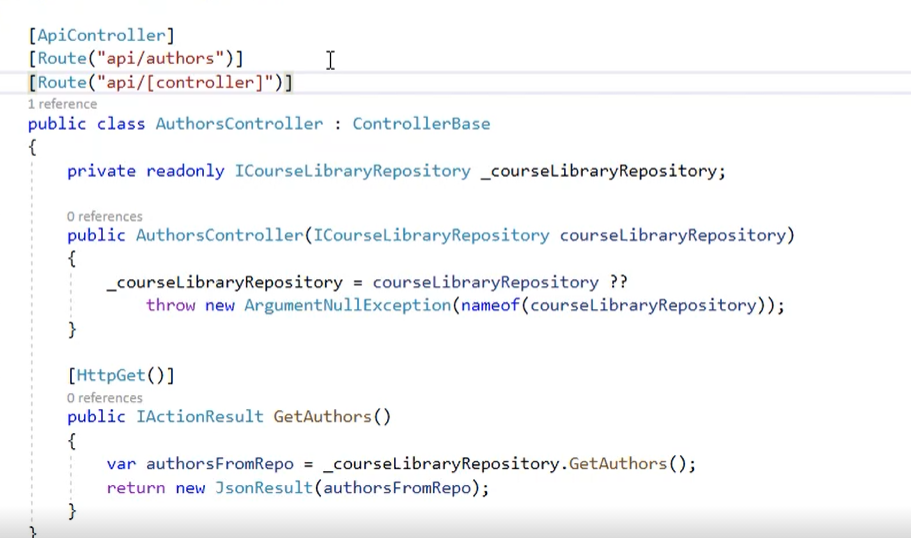 [ApiController]
[Route("api/authors")]
[Route("api/[controller]")]
1 reference
public class AuthorsController : ControllerBase
{
private readonly ICourseLibraryRepository _courseLibraryRepository;
0 references
public AuthorsController(ICourseLibraryRepository courseLibraryRepository)
{
_courseLibraryRepository = courseLibraryRepository ??
throw new ArgumentNullException(nameof(courseLibraryRepository));
}
[HttpGet()]
0 references
public IActionResult GetAuthors()
{
var authorsFromRepo = _courseLibraryRepository.GetAuthors();
return new JsonResult(authorsFromRepo);
}
}